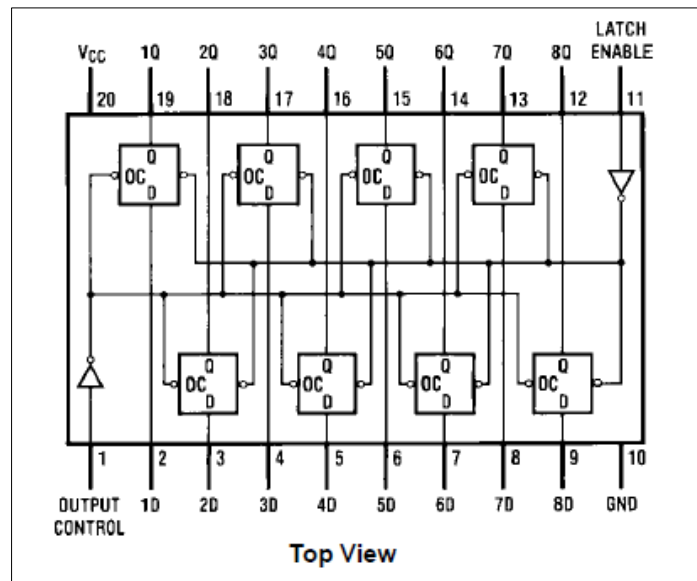 LATCH
VCC 1Q 2Q 3Q 4Q 5Q 6Q 7Q 8Q ENABLE
20 19 18 17 16 15 14 13 12 11
Q Q Q Q
OC OC OC OC
D D D D
Q Q Q Q
OC OC OC OC
D D D D
1 2 3 4 5 6 7 8 9 10
OUTPUT 1D 2D 3D 4D 5D 6D 7D 8D GND
CONTROL
Top View